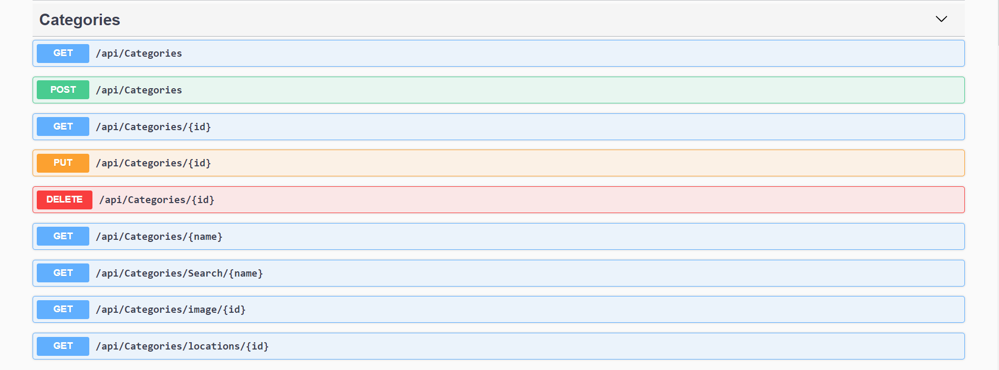 Categories
GET /api/Categories
POST /api/Categories
GET /api/Categories/{id}
PUT /api/Categories/{id}
DELETE /api/Categories/{id}
GET /api/Categories/{name}
GET /api/Categories/Search/{name}
GET /api/Categories/image/{id}
GET /api/Categories/locations/{id}